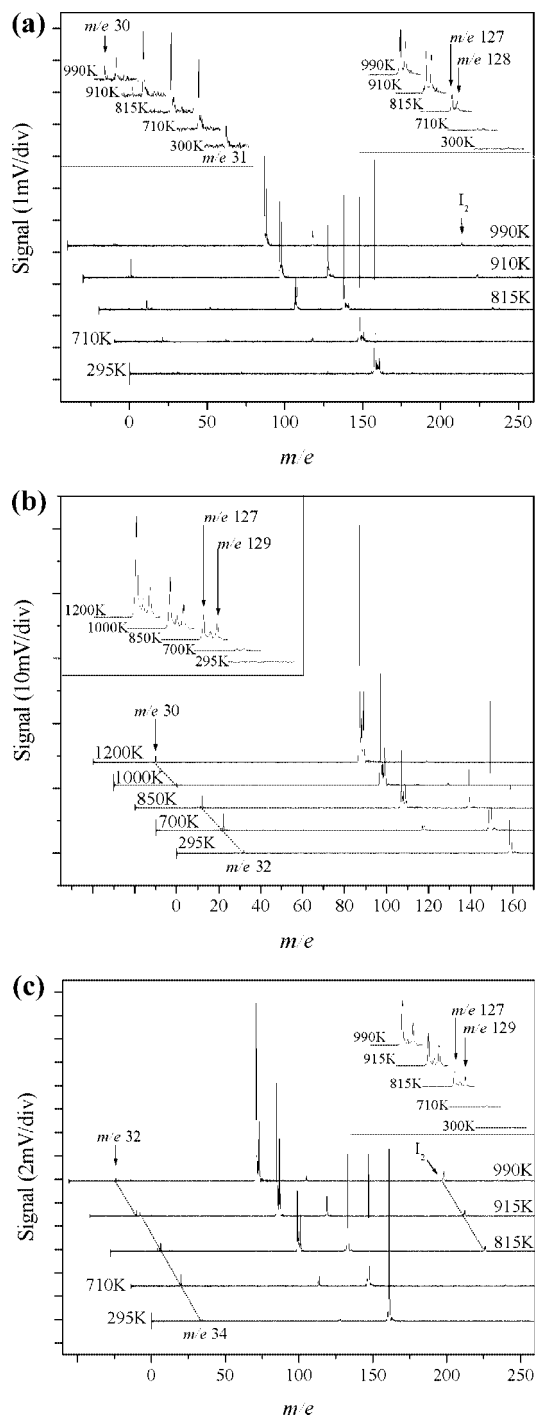 (a)
m/e 30
990K
910K
815K
710K
300K
m/e 31
m/e 127
m/e 128
990K
910K
815K
710K
300K
I2
990K
910K
815K
710K
295K
Signal (1mV/div)
0 50 100 150 200 250
m/e
(b)
m/e 127
m/e 129
1200K
1000K
850K
700K
295K
m/e 30
1200K
1000K
850K
700K
295K
m/e 32
Signal (10mV/div)
0 20 40 60 80 100 120 140 160
m/e
(c)
m/e 127
m/e 129
990K
915K
815K
710K
300K
m/e 32
I2
990K
915K
815K
710K
295K
m/e 34
Signal (2mV/div)
0 50 100 150 200 250
m/e